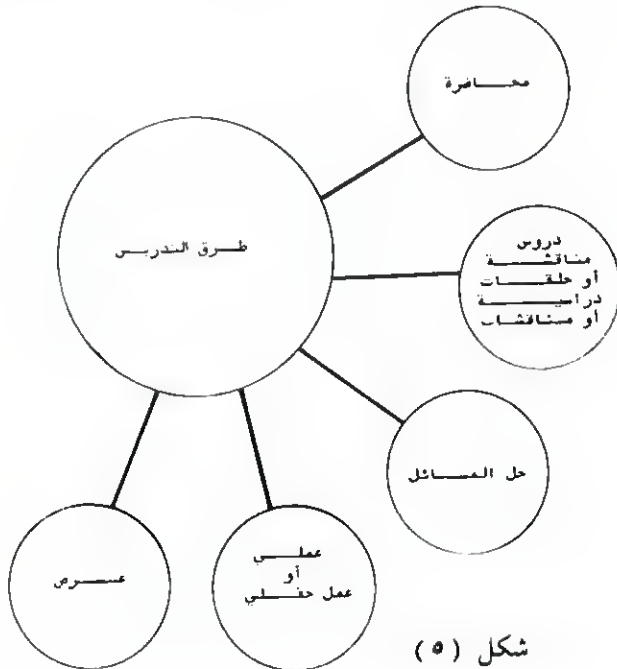 محاضرة
طرق التدريس
دروس
مناقشة
أو حلقات
دراسية
أو مناقشات
حل المسائل
عملي
أو
عمل حقلي
عرض
شكل (٥)